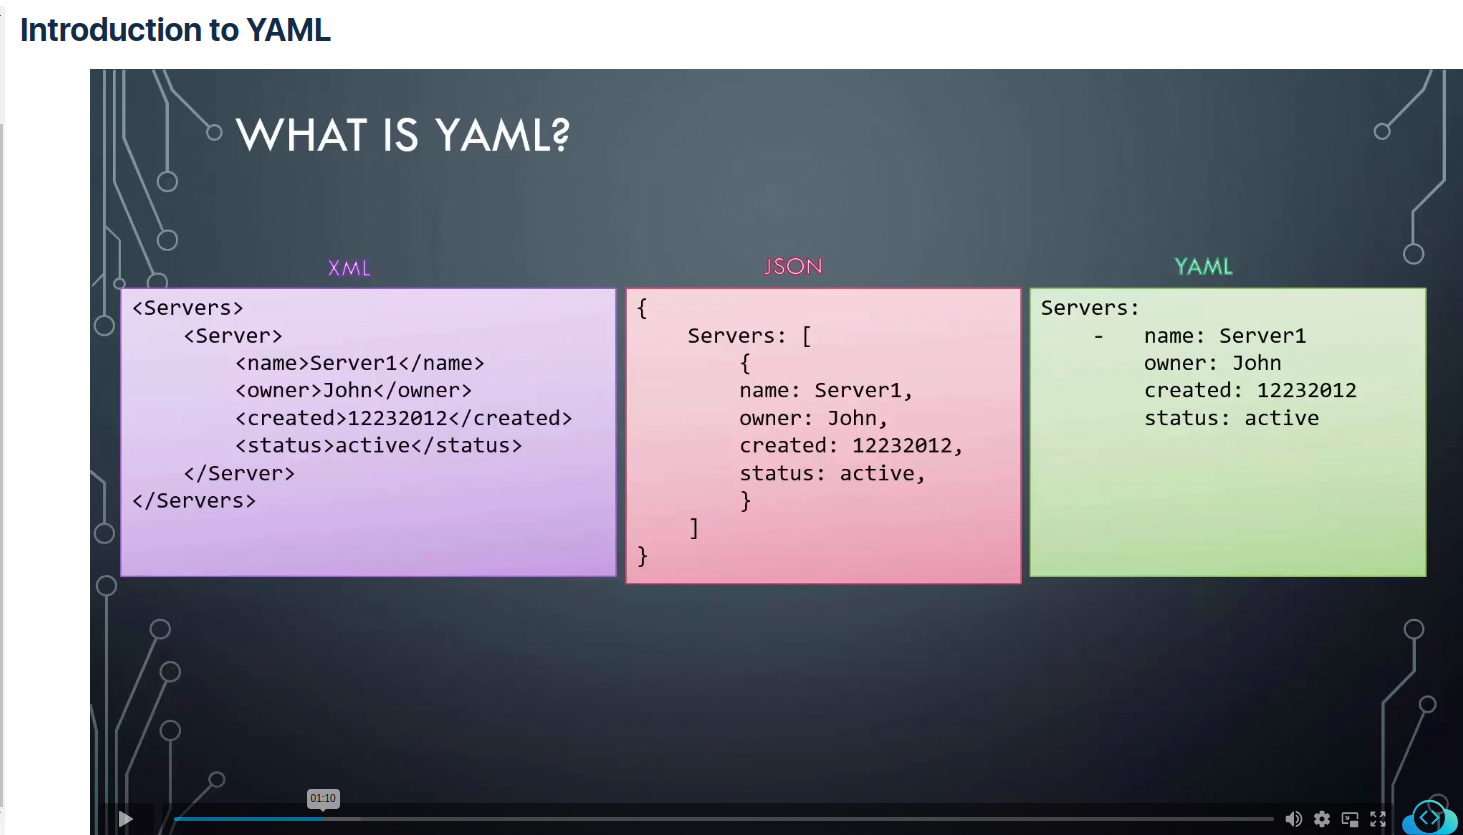 Introduction to YAML
WHAT IS YAML?
XML
<Servers>
    <Server>
        <name>Server1</name>
        <owner>John</owner>
        <created>12232012</created>
        <status>active</status>
    </Server>
</Servers>
JSON
{
    Servers: [
        {
        name: Server1,
        owner: John,
        created: 12232012,
        status: active,
        }
    ]
}
YAML
Servers:
    -   name: Server1
        owner: John
        created: 12232012
        status: active
01:10